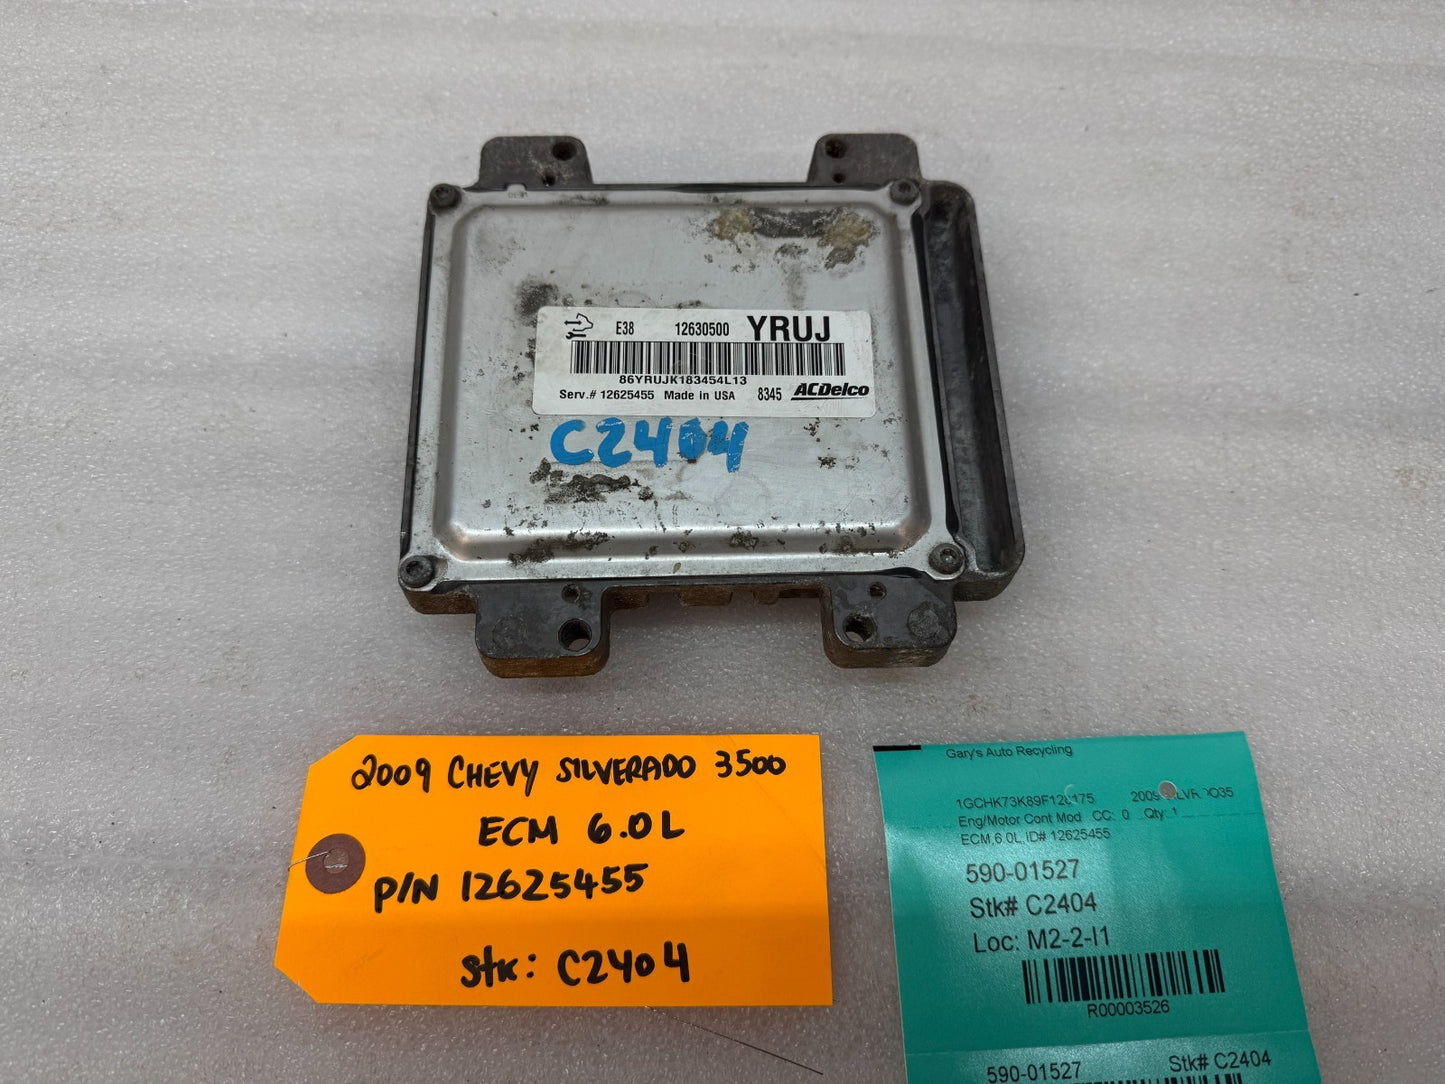 E38 12630500 YRUJ
86YRUJK183454L13
Serv.# 12625455 Made in USA 8345 ACDelco
C2404
2009 CHEVY SILVERADO 3500
ECM 6.0L
P/N 12625455
Stk: C2404
Gary's Auto Recycling
2009
Eng/Motor Cont Mod CC: 0 Qty: 1
ECM,6.0L,ID# 12625455
590-01527
Stk# C2404
Loc: M2-2-I1
R00003526
590-01527 Stk# C2404